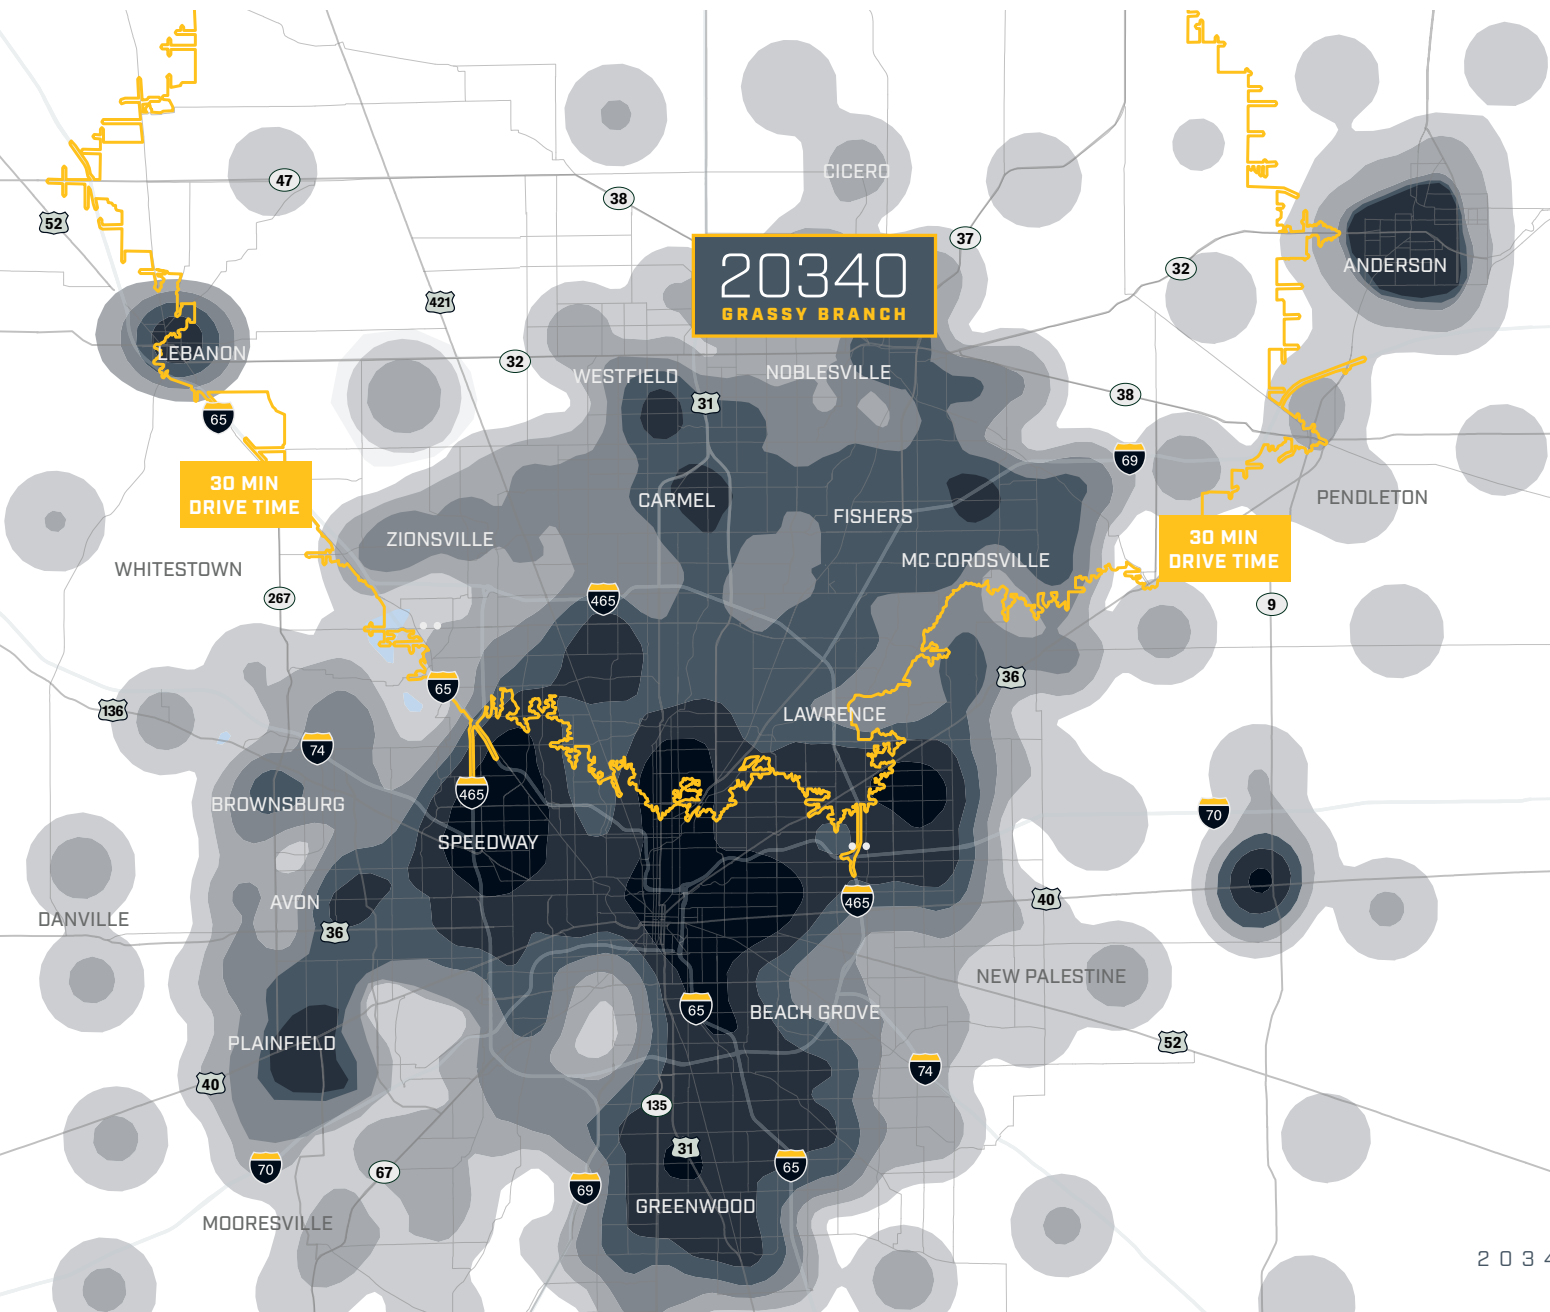 CICERO
47
38
52
37
20340
GRASSY BRANCH
32
ANDERSON
421
LEBANON
32
WESTFIELD
NOBLESVILLE
31
38
65
69
30 MIN
DRIVE TIME
CARMEL
PENDLETON
FISHERS
ZIONSVILLE
30 MIN
DRIVE TIME
MC CORDSVILLE
WHITESTOWN
267
465
9
36
65
136
LAWRENCE
74
465
BROWNSBURG
70
SPEEDWAY
AVON
465
40
DANVILLE
36
NEW PALESTINE
65
BEACH GROVE
PLAINFIELD
52
74
40
135
31
70
67
65
69
GREENWOOD
MOORESVILLE
2034